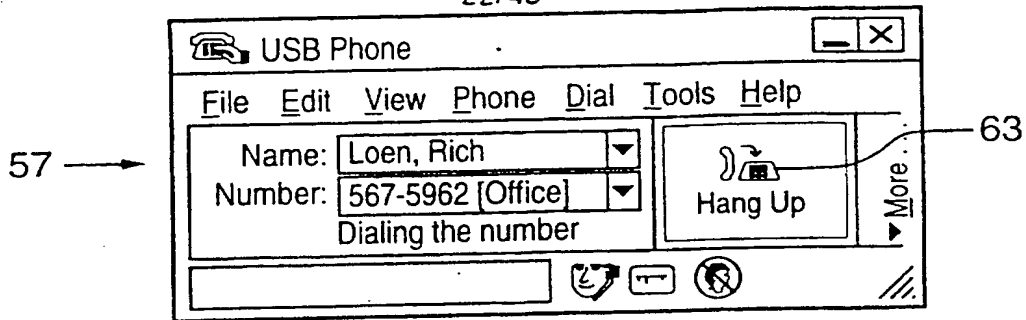 USB Phone
File Edit View Phone Dial Tools Help
57
Name: Loen, Rich
Number: 567-5962 [Office]
Dialing the number
Hang Up
More...
63